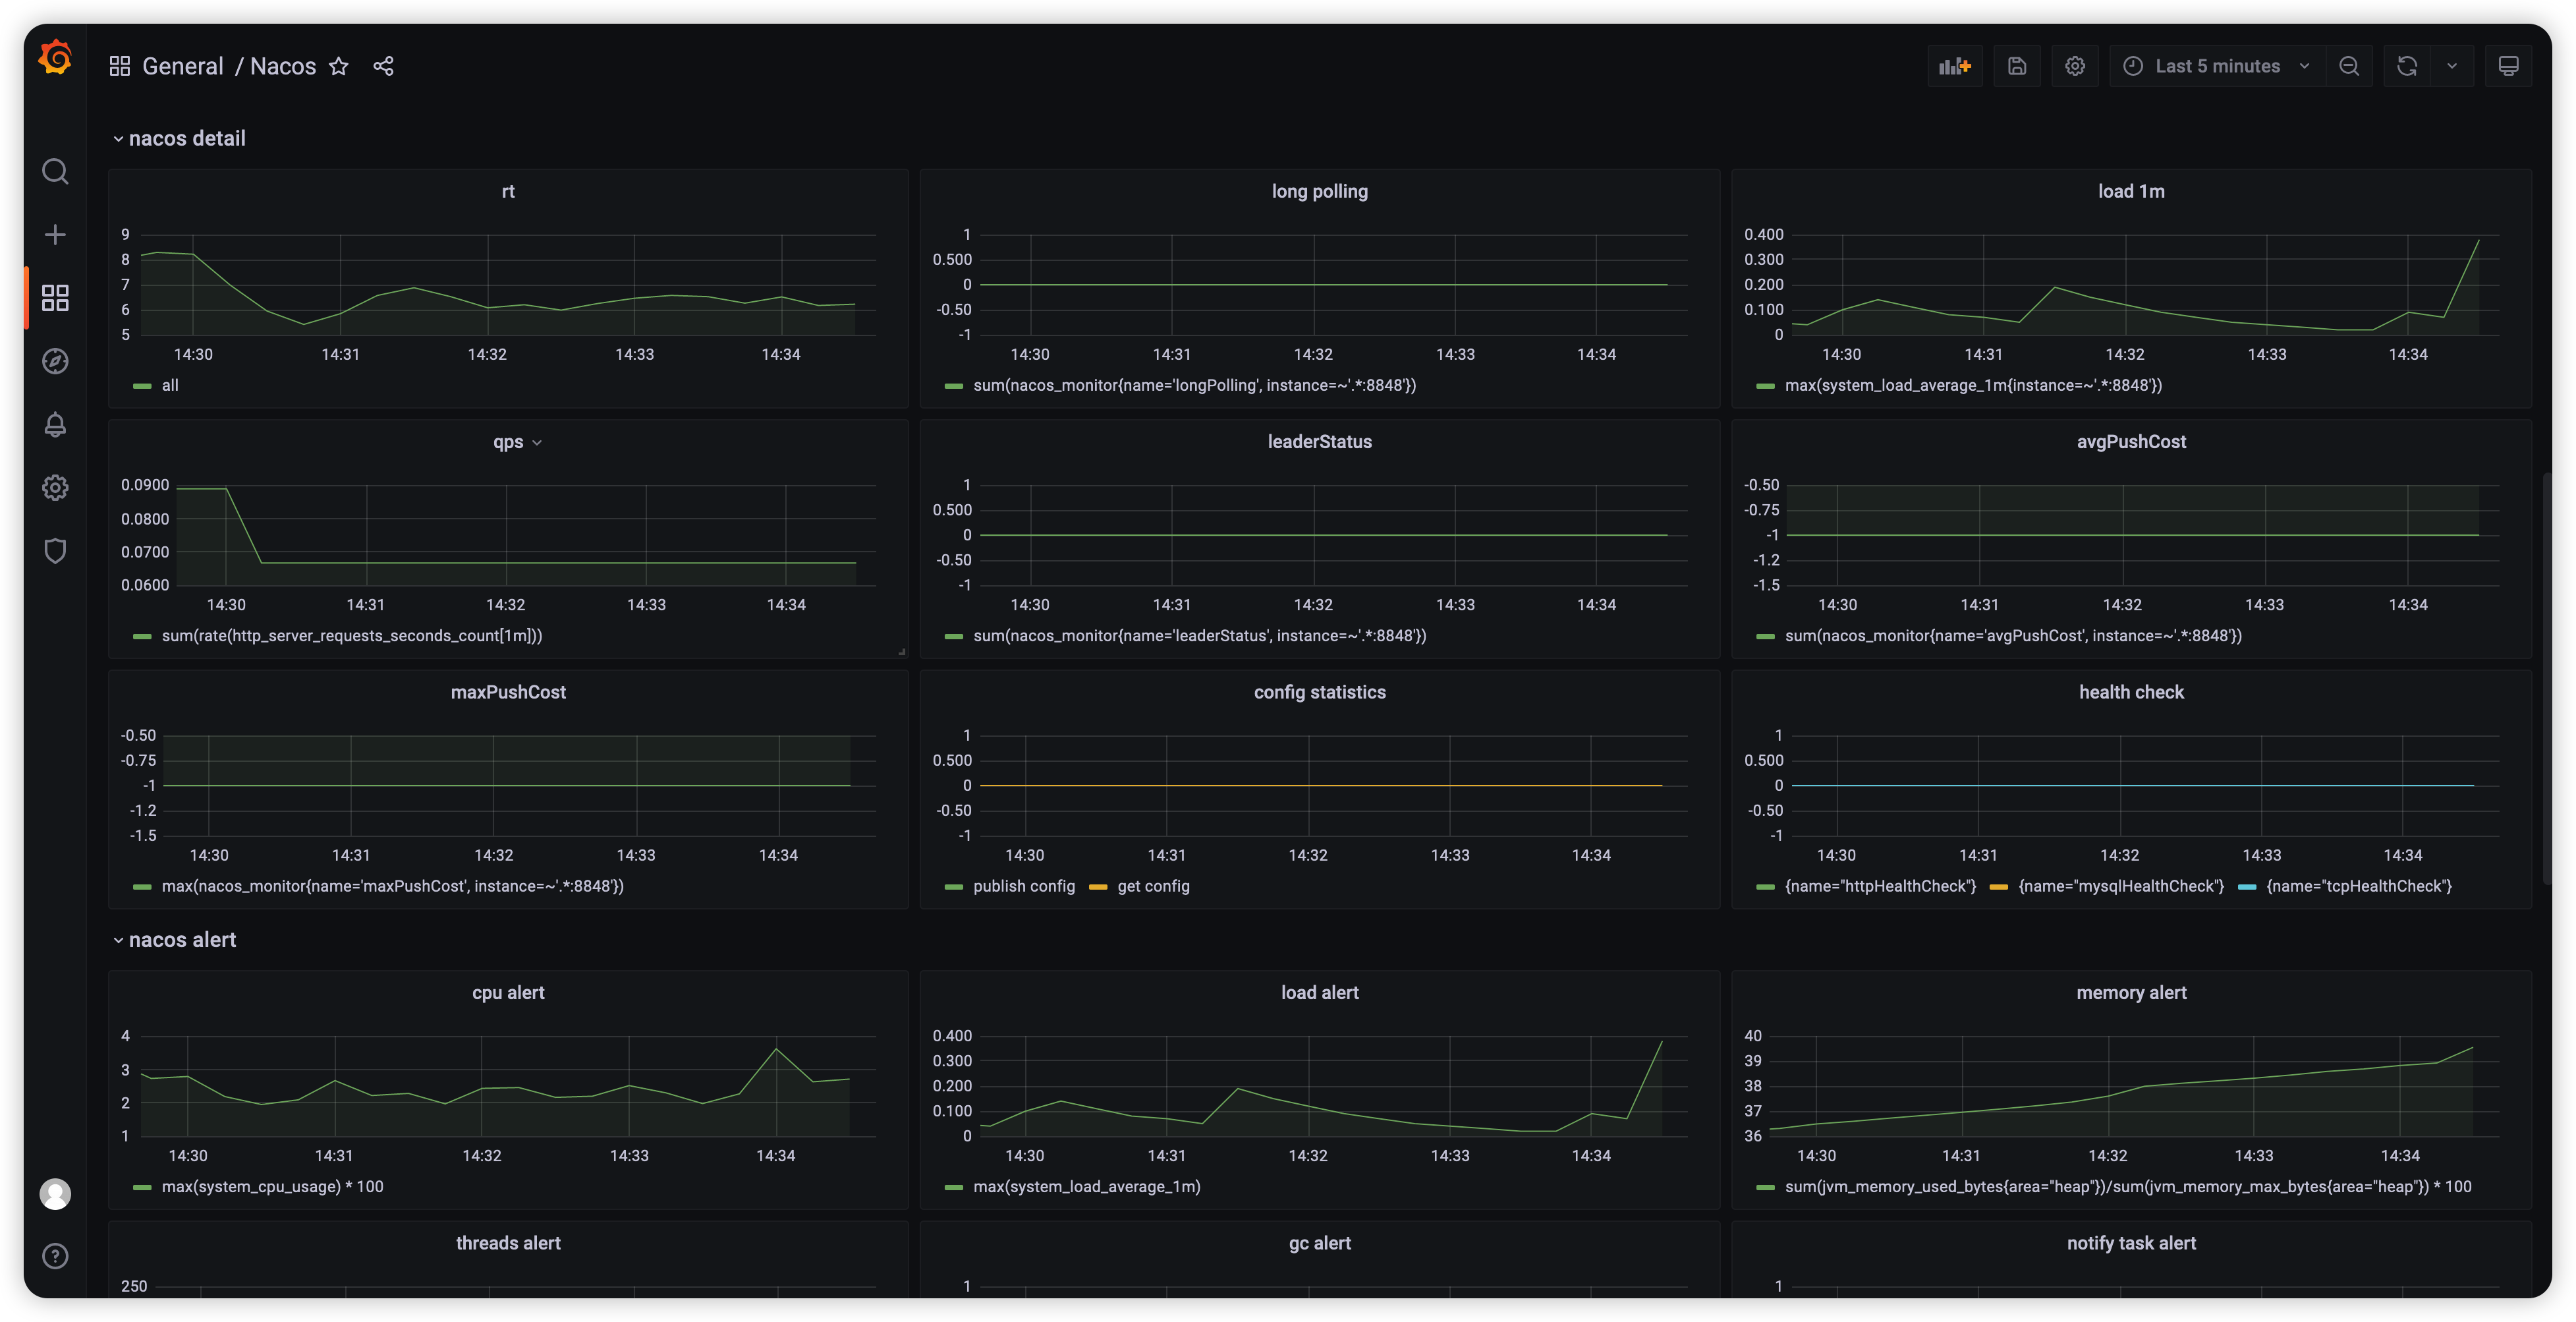 General / Nacos
Last 5 minutes
nacos detail
rt
9
8
7
6
5
14:30 14:31 14:32 14:33 14:34
all
long polling
1
0.500
0
-0.50
-1
14:30 14:31 14:32 14:33 14:34
sum(nacos_monitor{name='longPolling', instance=~'.*:8848'})
load 1m
0.400
0.300
0.200
0.100
0
14:30 14:31 14:32 14:33 14:34
max(system_load_average_1m{instance=~'.*:8848'})
qps
0.0900
0.0800
0.0700
0.0600
14:30 14:31 14:32 14:33 14:34
sum(rate(http_server_requests_seconds_count[1m]))
leaderStatus
1
0.500
0
-0.50
-1
14:30 14:31 14:32 14:33 14:34
sum(nacos_monitor{name='leaderStatus', instance=~'.*:8848'})
avgPushCost
-0.50
-0.75
-1
-1.2
-1.5
14:30 14:31 14:32 14:33 14:34
sum(nacos_monitor{name='avgPushCost', instance=~'.*:8848'})
maxPushCost
-0.50
-0.75
-1
-1.2
-1.5
14:30 14:31 14:32 14:33 14:34
max(nacos_monitor{name='maxPushCost', instance=~'.*:8848'})
config statistics
1
0.500
0
-0.50
-1
14:30 14:31 14:32 14:33 14:34
publish config get config
health check
1
0.500
0
-0.50
-1
14:30 14:31 14:32 14:33 14:34
{name="httpHealthCheck"} {name="mysqlHealthCheck"} {name="tcpHealthCheck"}
nacos alert
cpu alert
4
3
2
1
14:30 14:31 14:32 14:33 14:34
max(system_cpu_usage) * 100
load alert
0.400
0.300
0.200
0.100
0
14:30 14:31 14:32 14:33 14:34
max(system_load_average_1m)
memory alert
40
39
38
37
36
14:30 14:31 14:32 14:33 14:34
sum(jvm_memory_used_bytes{area="heap"})/sum(jvm_memory_max_bytes{area="heap"}) * 100
threads alert
250
gc alert
1
notify task alert
1